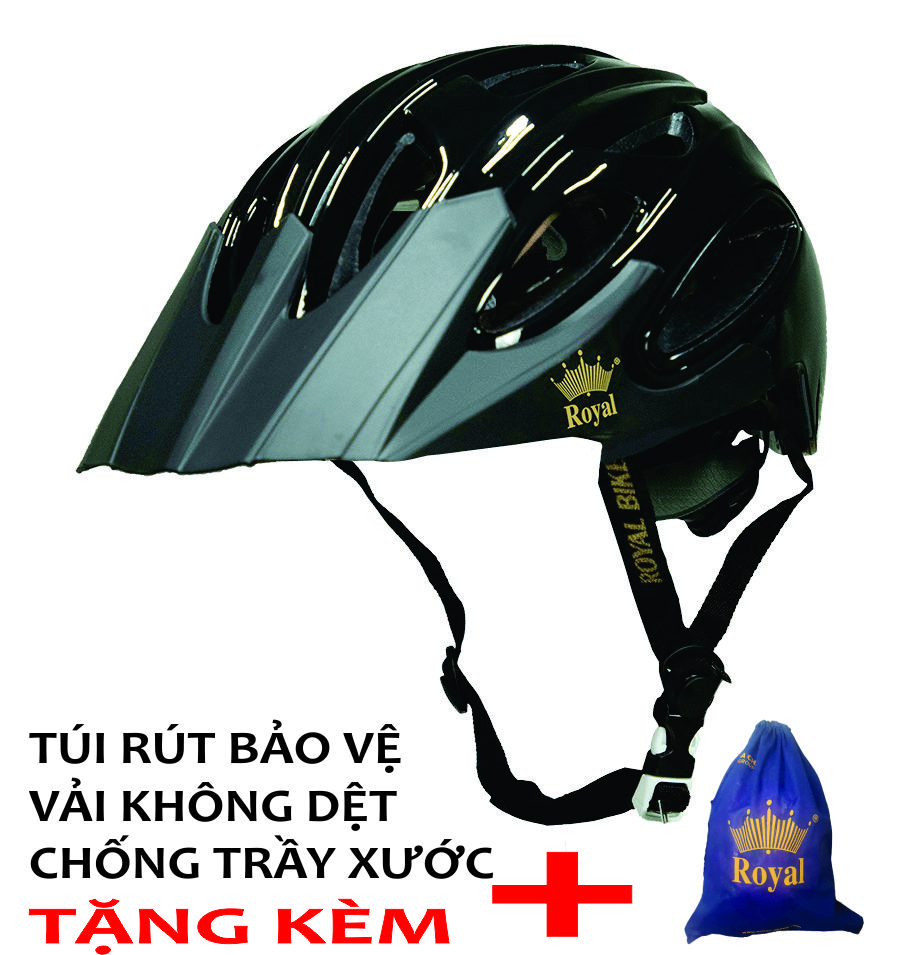 Royal
®
ROYAL BIKE
TÚI RÚT BẢO VỆ
VẢI KHÔNG DỆT
CHỐNG TRẦY XƯỚC
TẶNG KÈM
Royal
®